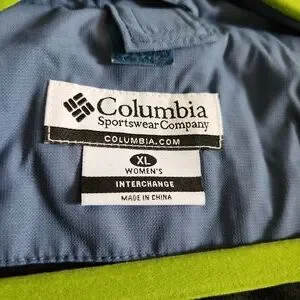 Columbia
Sportswear Company
COLUMBIA.COM
XL
WOMEN'S
INTERCHANGE
MADE IN CHINA